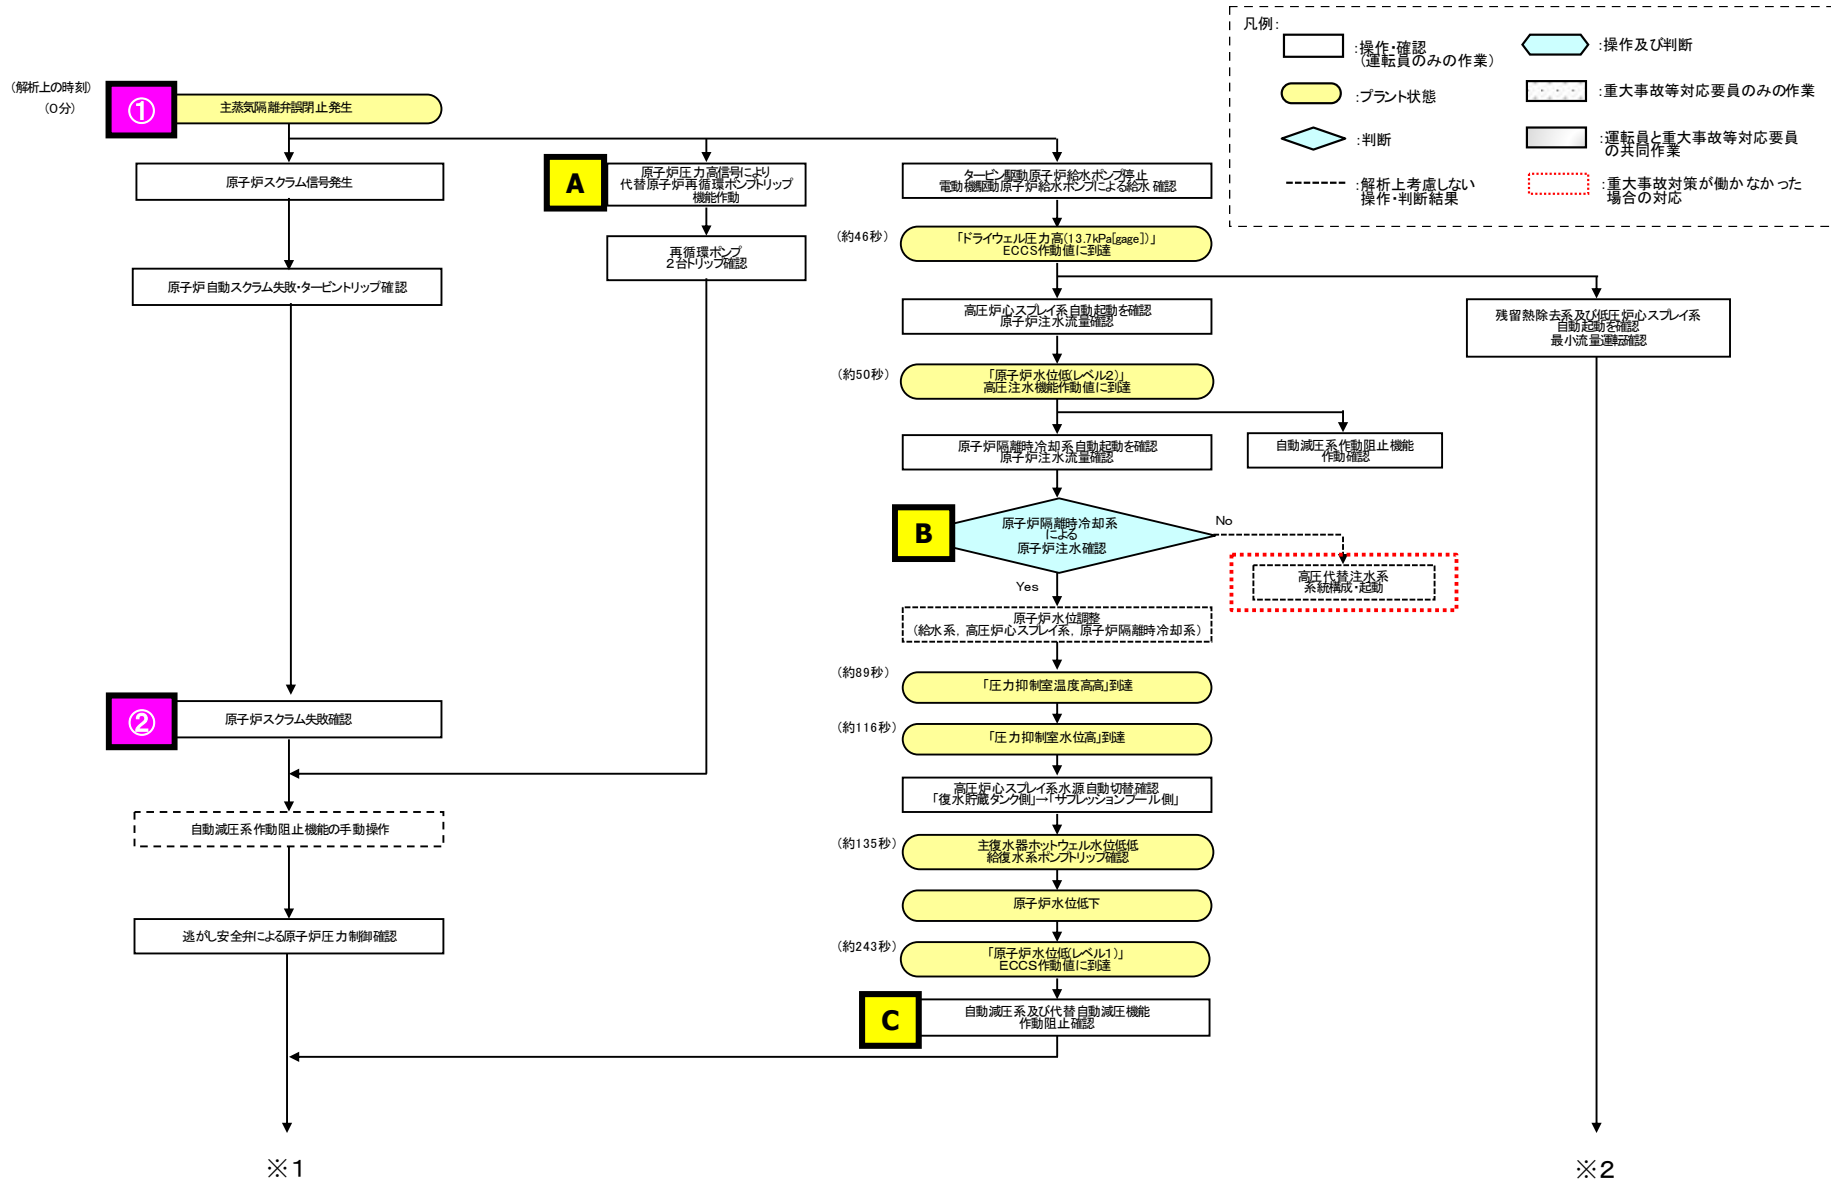 凡例:
:操作・確認
(運転員のみの作業)
:操作及び判断
:プラント状態
:重大事故等対応要員のみの作業
:判断
:運転員と重大事故等対応要員
の共同作業
:解析上考慮しない
操作・判断結果
:重大事故対策が働かなかった
場合の対応
(解析上の時刻)
(0分)
①
主蒸気隔離弁誤閉止発生
原子炉スクラム信号発生
A
原子炉圧力高信号により
代替原子炉再循環ポンプトリップ
機能作動
タービン駆動原子炉給水ポンプ停止
電動機駆動原子炉給水ポンプによる給水確認
再循環ポンプ
2台トリップ確認
(約46秒)
「ドライウェル圧力高(13.7kPa[gage])」
ECCS作動値に到達
原子炉自動スクラム失敗・タービントリップ確認
高圧炉心スプレイ系自動起動を確認
原子炉注水流量確認
残留熱除去系及び低圧炉心スプレイ系
自動起動を確認
最小流量運転確認
(約50秒)
「原子炉水位低(レベル2)」
高圧注水機能作動値に到達
原子炉隔離時冷却系自動起動を確認
原子炉注水流量確認
自動減圧系作動阻止機能
作動確認
B
原子炉隔離時冷却系
による
原子炉注水確認
No
高圧代替注水系
系統構成・起動
Yes
原子炉水位調整
(給水系, 高圧炉心スプレイ系, 原子炉隔離時冷却系)
(約89秒)
「圧力抑制室温度高高」到達
②
原子炉スクラム失敗確認
(約116秒)
「圧力抑制室水位高」到達
高圧炉心スプレイ系水源自動切替確認
「復水貯蔵タンク側」→「サプレッションプール側」
自動減圧系作動阻止機能の手動操作
(約135秒)
主復水器ホットウェル水位低低
給復水系ポンプトリップ確認
原子炉水位低下
逃がし安全弁による原子炉圧力制御確認
(約243秒)
「原子炉水位低(レベル1)」
ECCS作動値に到達
C
自動減圧系及び代替自動減圧機能
作動阻止確認
※1
※2